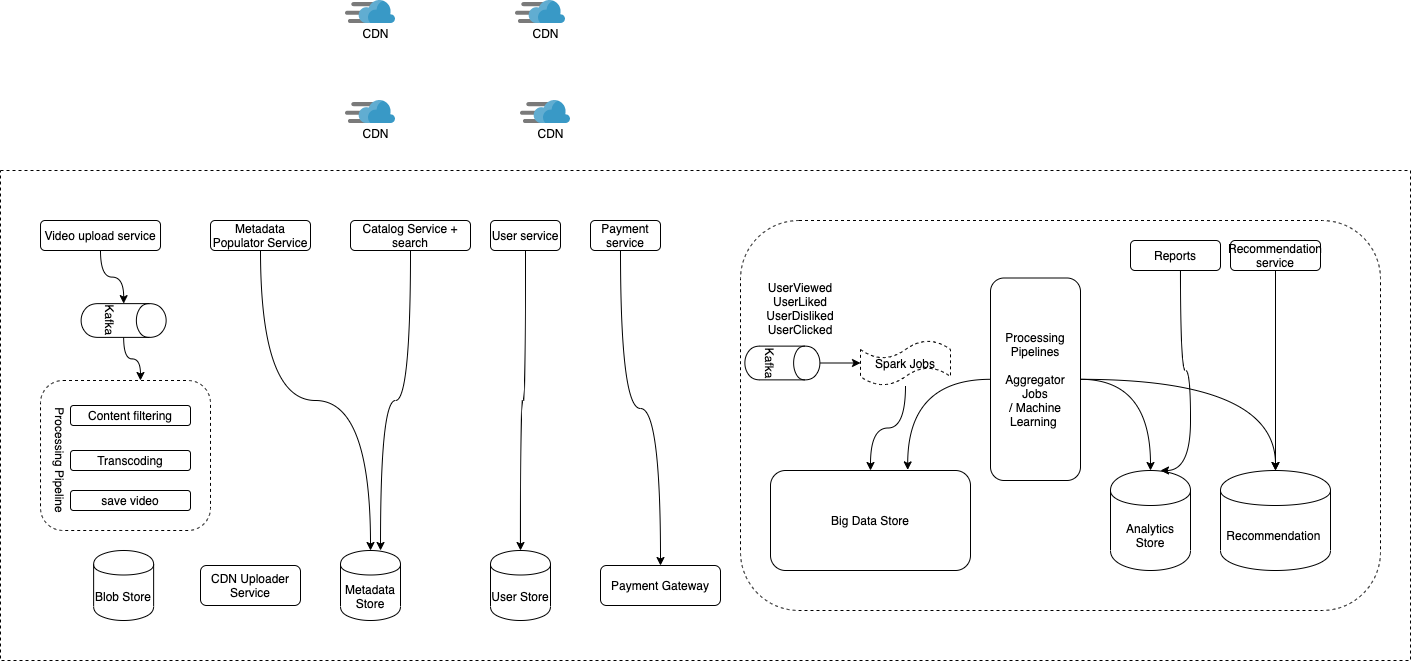 CDN
CDN
CDN
CDN
Video upload service
Metadata
Populator Service
Catalog Service +
search
User service
Payment
service
Kafka
Processing Pipeline
Content filtering
Transcoding
save video
Blob Store
CDN Uploader
Service
Metadata
Store
User Store
Payment Gateway
UserViewed
UserLiked
UserDisliked
UserClicked
Kafka
Spark Jobs
Processing
Pipelines
Aggregator
Jobs
/ Machine
Learning
Reports
Recommendation
service
Big Data Store
Analytics
Store
Recommendation